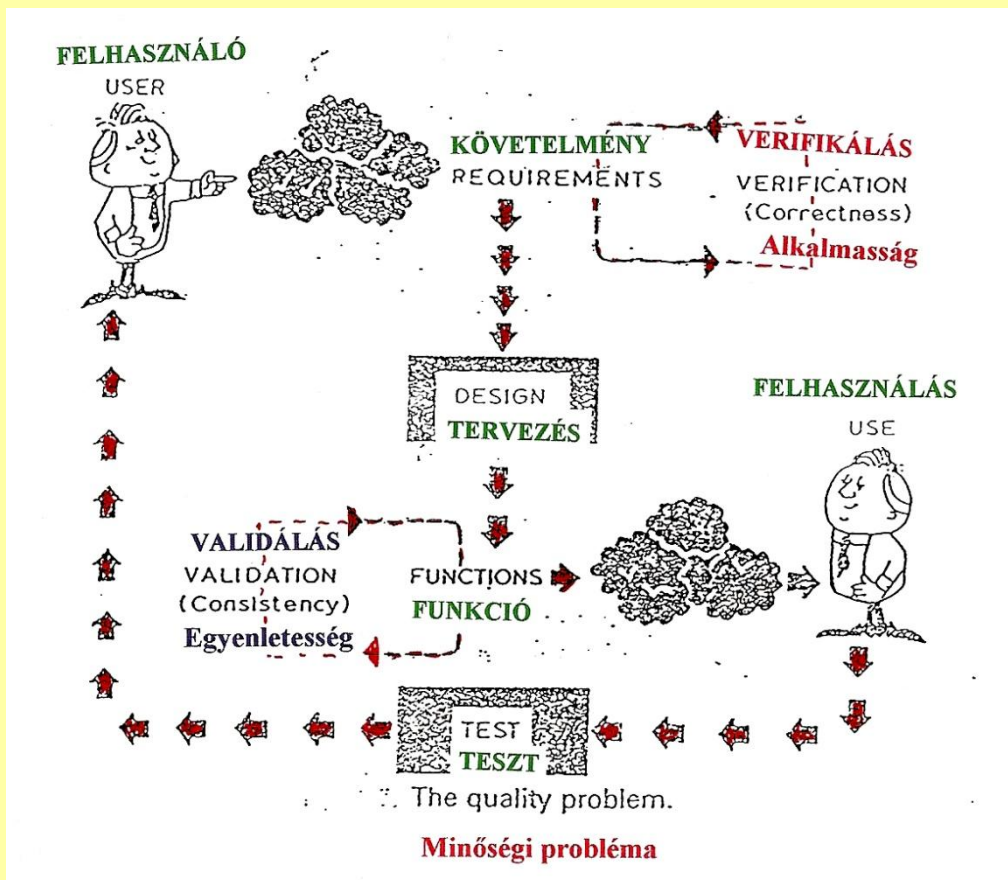 FELHASZNÁLÓ
USER
KÖVETELMÉNY
REQUIREMENTS
VERIFIKÁLÁS
VERIFICATION
(Correctness)
Alkalmasság
DESIGN
TERVEZÉS
FELHASZNÁLÁS
USE
VALIDÁLÁS
VALIDATION
(Consistency)
Egyenletesség
FUNCTIONS
FUNKCIÓ
TEST
TESZT
The quality problem.
Minőségi probléma